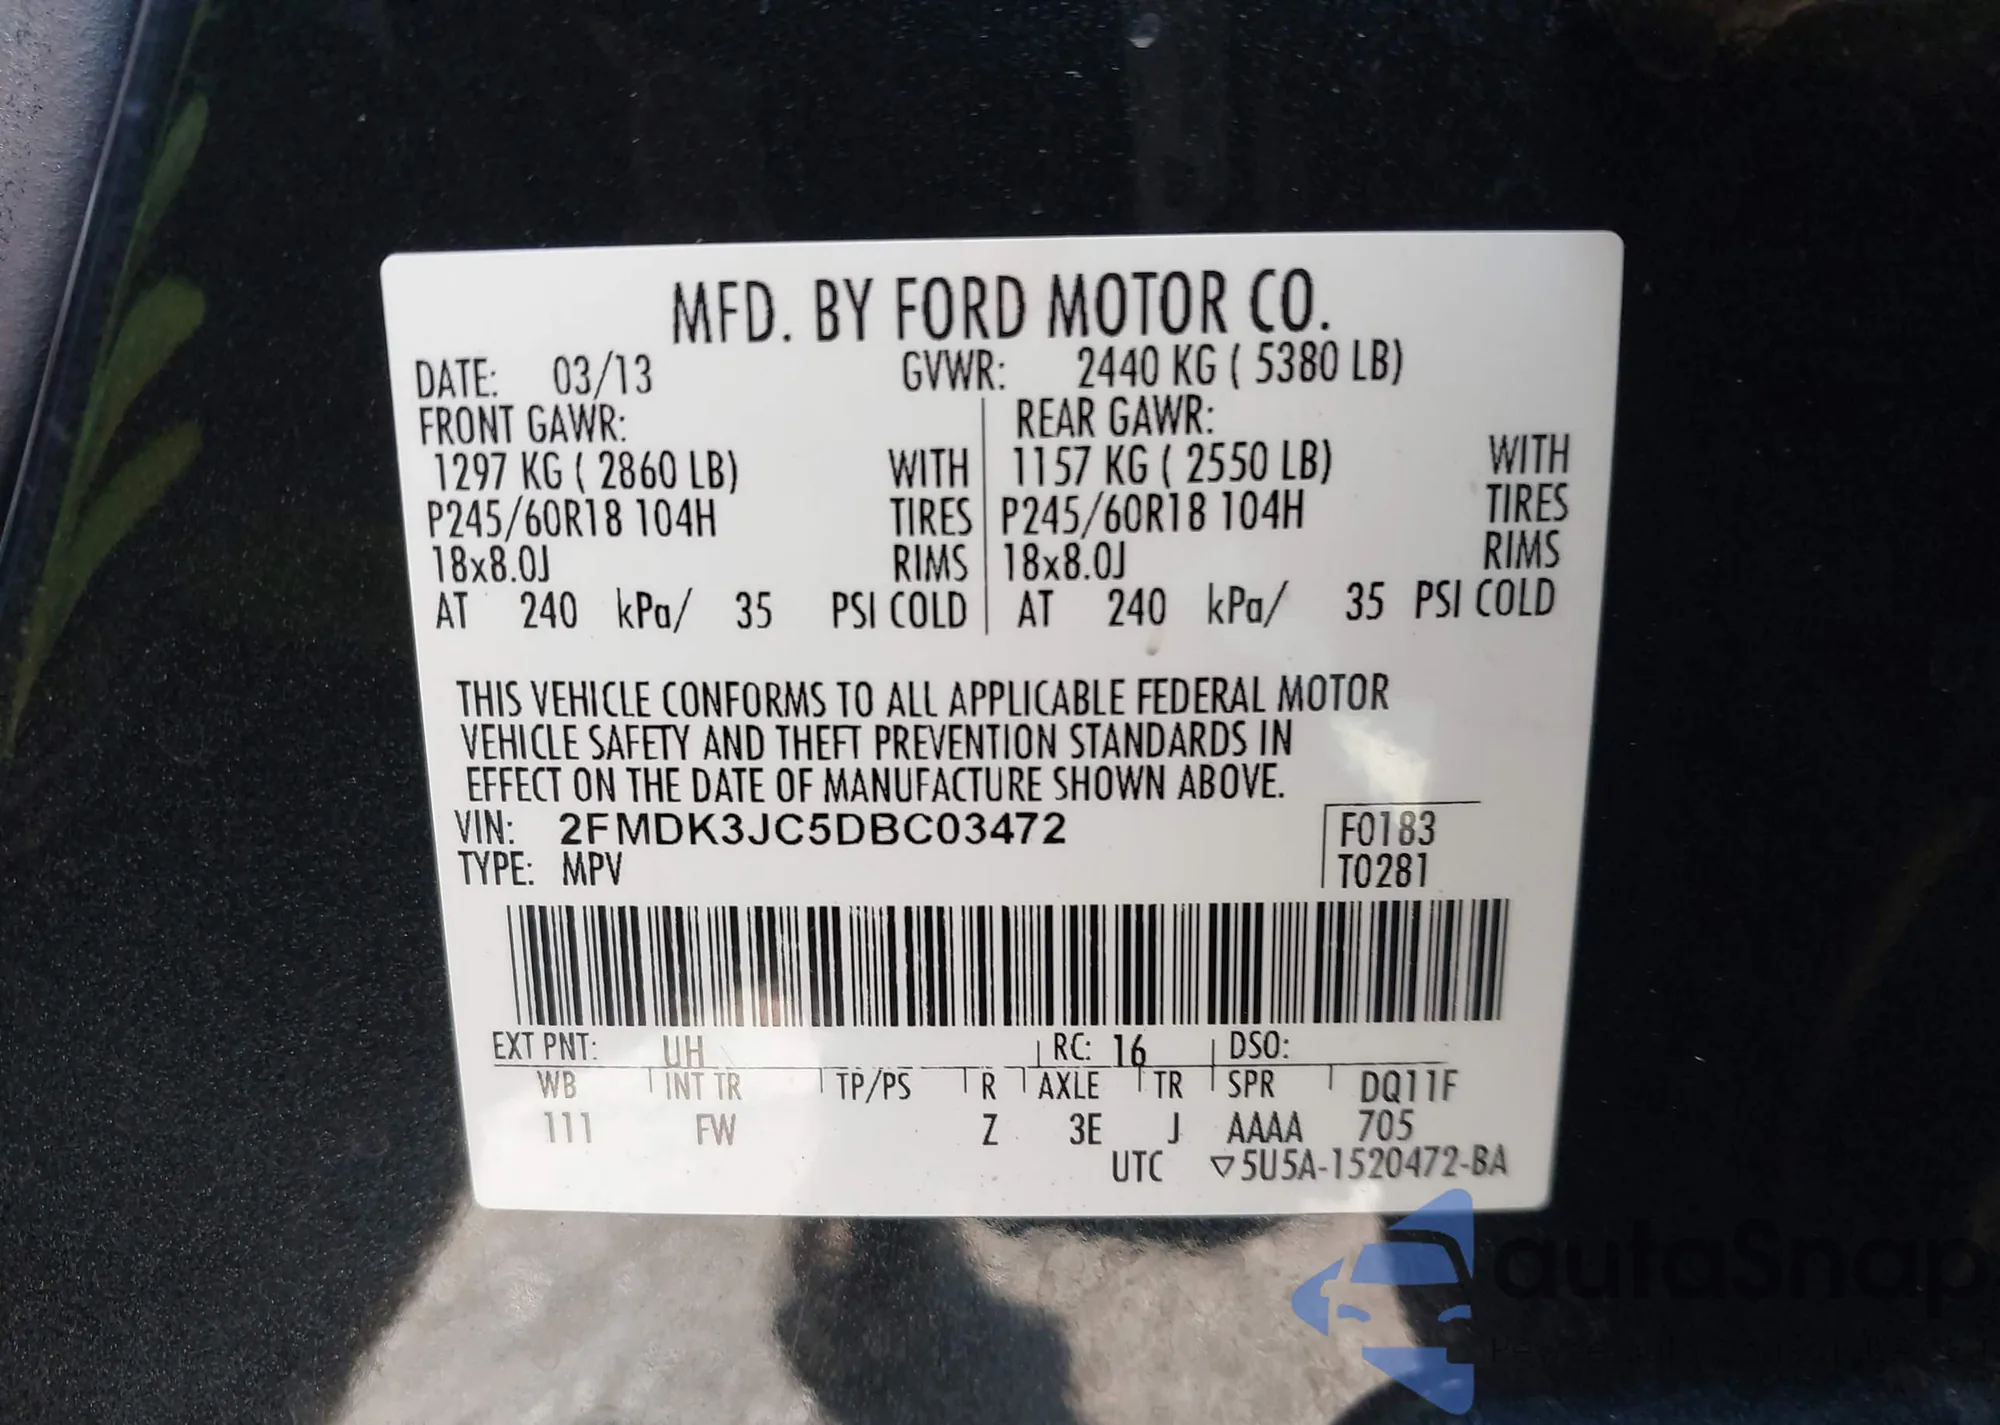 MFD. BY FORD MOTOR CO.
DATE: 03/13 GVWR: 2440 KG ( 5380 LB)
FRONT GAWR: REAR GAWR:
1297 KG ( 2860 LB) WITH 1157 KG ( 2550 LB) WITH
P245/60R18 104H TIRES P245/60R18 104H TIRES
18x8.0J RIMS 18x8.0J RIMS
AT 240 kPa/ 35 PSI COLD AT 240 kPa/ 35 PSI COLD
THIS VEHICLE CONFORMS TO ALL APPLICABLE FEDERAL MOTOR
VEHICLE SAFETY AND THEFT PREVENTION STANDARDS IN
EFFECT ON THE DATE OF MANUFACTURE SHOWN ABOVE.
VIN: 2FMDK3JC5DBC03472 F0183
TYPE: MPV T0281
EXT PNT: UH RC: 16 DSO:
WB INT TR TP/PS R AXLE TR SPR DQ11F
111 FW Z 3E J AAAA 705
UTC ▽5U5A-1520472-BA
autoSnap